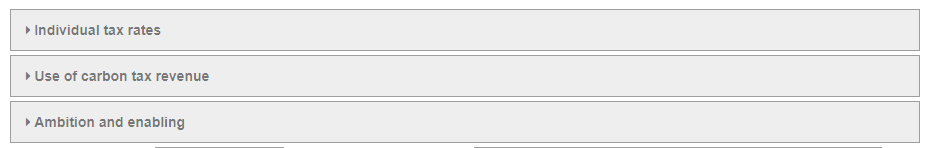 Individual tax rates
Use of carbon tax revenue
Ambition and enabling